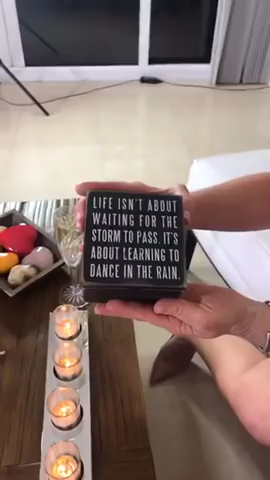 LIFE ISN'T ABOUT
WAITING FOR THE
STORM TO PASS. IT'S
ABOUT LEARNING TO
DANCE IN THE RAIN.